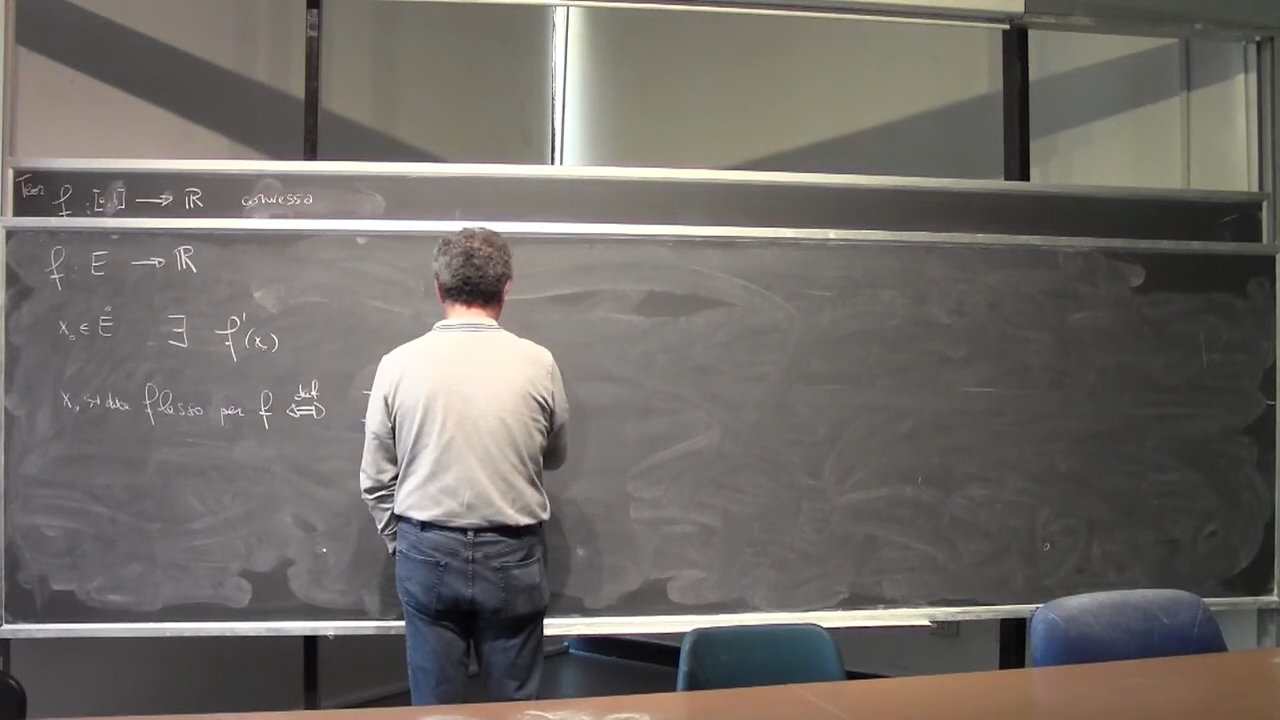 Teor f : [a,b] → ℝ convessa
f : E → ℝ
x₀ ∈ E̊ ∃ f'(x₀)
x₀ si dice flesso per f ⇔ def